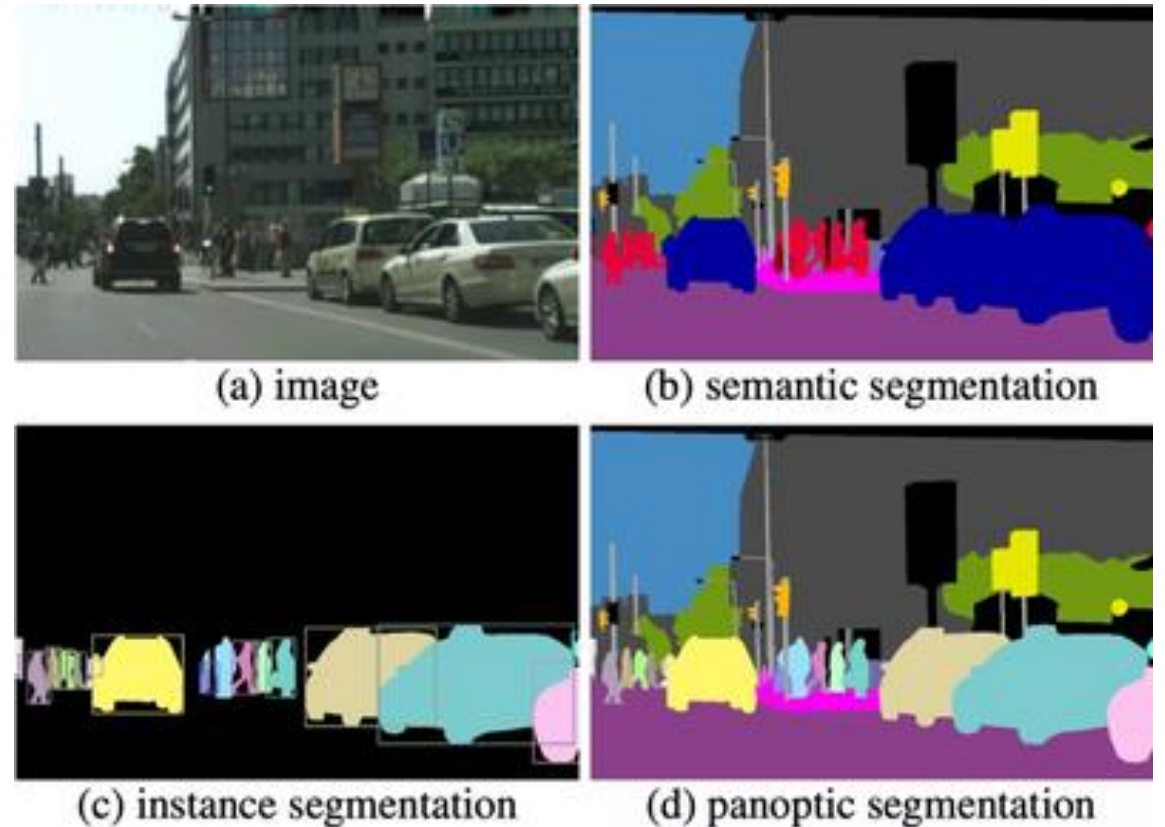 (a) image
(b) semantic segmentation
(c) instance segmentation
(d) panoptic segmentation